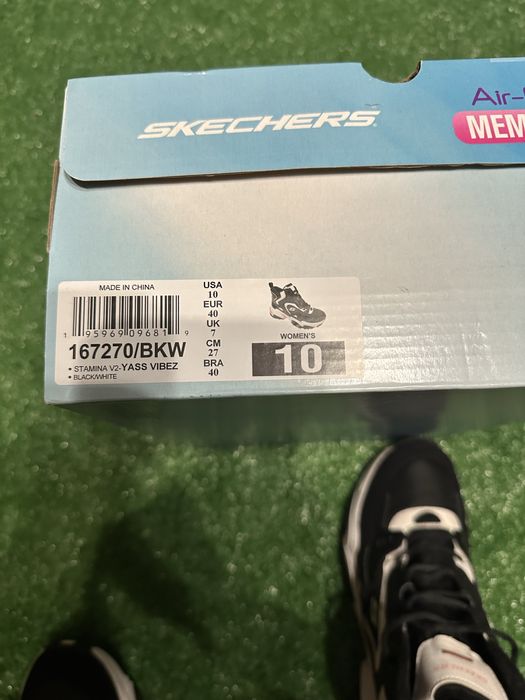 SKECHERS
Air-
MEM
MADE IN CHINA
1 95969 09681 9
167270/BKW
• STAMINA V2-YASS VIBEZ
• BLACK/WHITE
USA
10
EUR
40
UK
7
CM
27
BRA
40
WOMEN'S
10